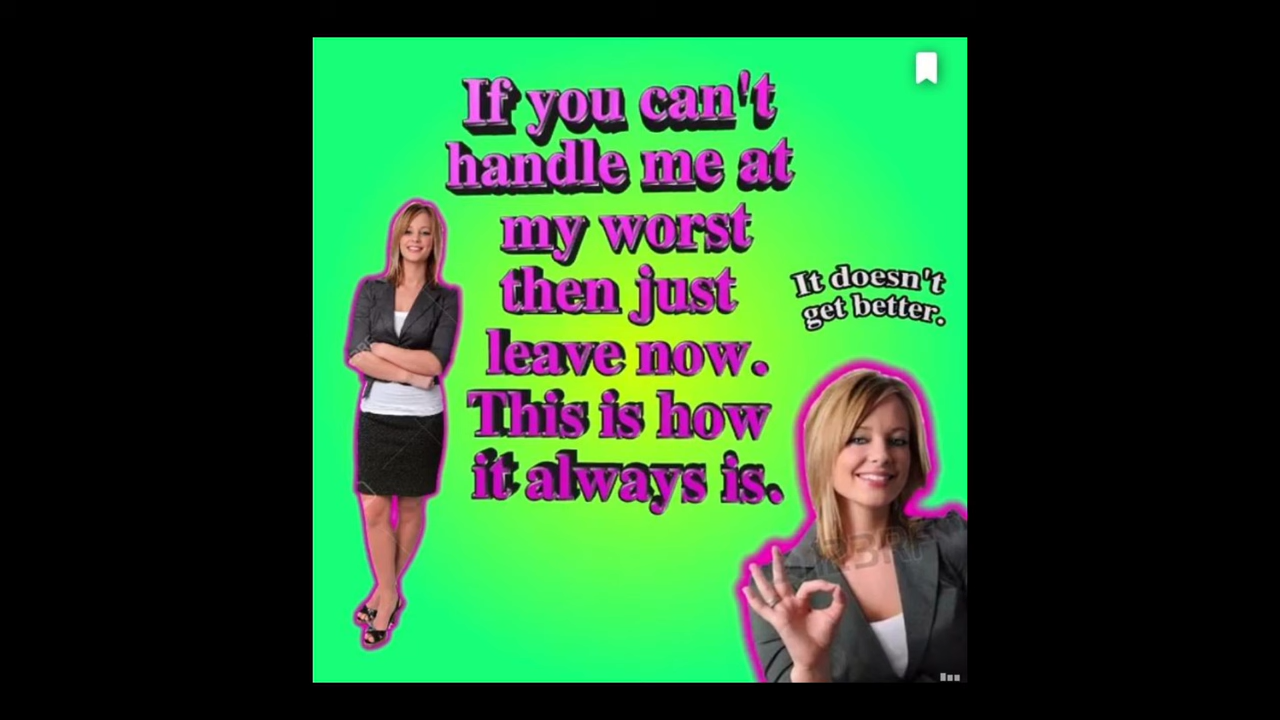 If you can't
handle me at
my worst
then just
leave now.
This is how
it always is.
It doesn't
get better.